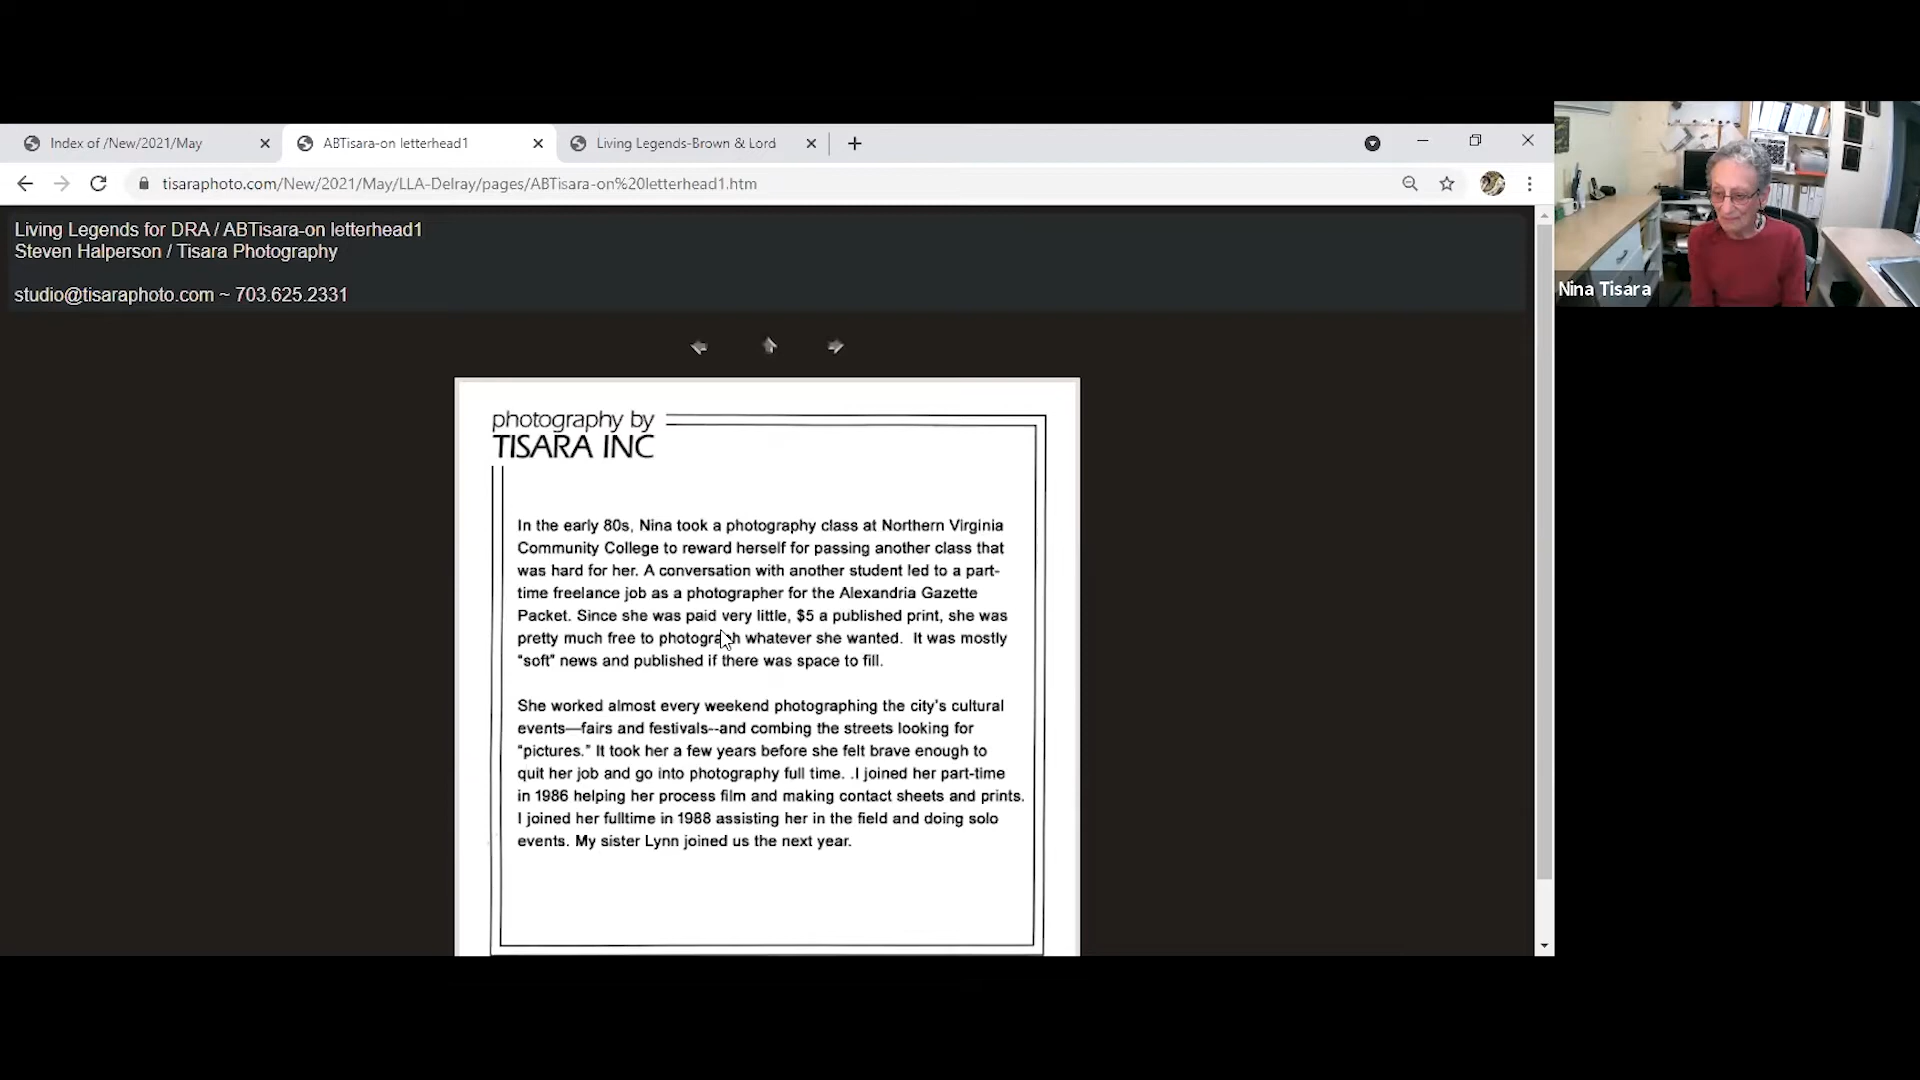 Index of /New/2021/May
ABTisara-on letterhead1
Living Legends-Brown & Lord
tisaraphoto.com/New/2021/May/LLA-Delray/pages/ABTisara-on%20letterhead1.htm
Living Legends for DRA / ABTisara-on letterhead1
Steven Halperson / Tisara Photography
studio@tisaraphoto.com ~ 703.625.2331
Nina Tisara
photography by
TISARA INC
In the early 80s, Nina took a photography class at Northern Virginia
Community College to reward herself for passing another class that
was hard for her. A conversation with another student led to a part-
time freelance job as a photographer for the Alexandria Gazette
Packet. Since she was paid very little, $5 a published print, she was
pretty much free to photograph whatever she wanted.  It was mostly
"soft" news and published if there was space to fill.
She worked almost every weekend photographing the city's cultural
events—fairs and festivals--and combing the streets looking for
"pictures." It took her a few years before she felt brave enough to
quit her job and go into photography full time. .I joined her part-time
in 1986 helping her process film and making contact sheets and prints.
I joined her fulltime in 1988 assisting her in the field and doing solo
events. My sister Lynn joined us the next year.